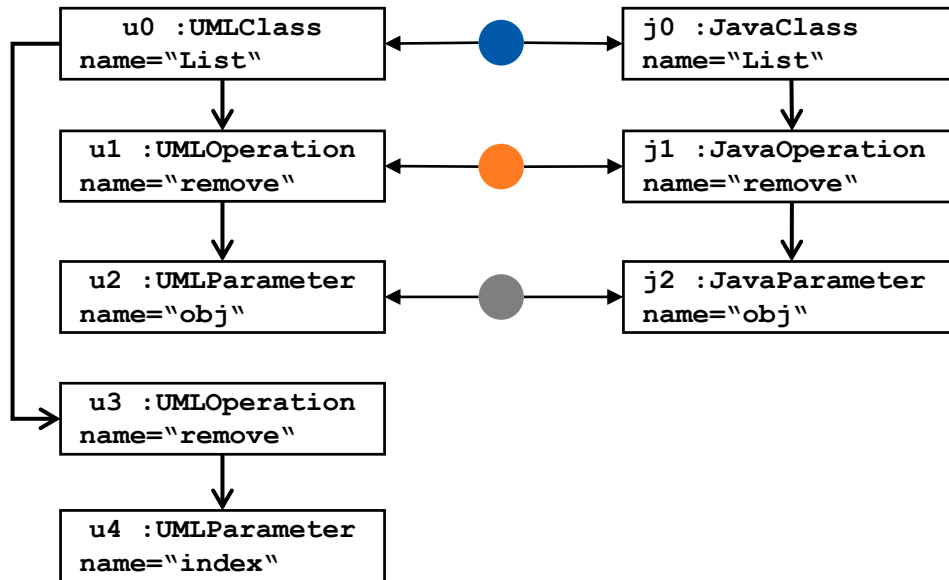 u0 :UMLClass
name=“List“
j0 :JavaClass
name=“List“
u1 :UMLOperation
name=“remove“
j1 :JavaOperation
name=“remove“
u2 :UMLParameter
name=“obj“
j2 :JavaParameter
name=“obj“
u3 :UMLOperation
name=“remove“
u4 :UMLParameter
name=“index“